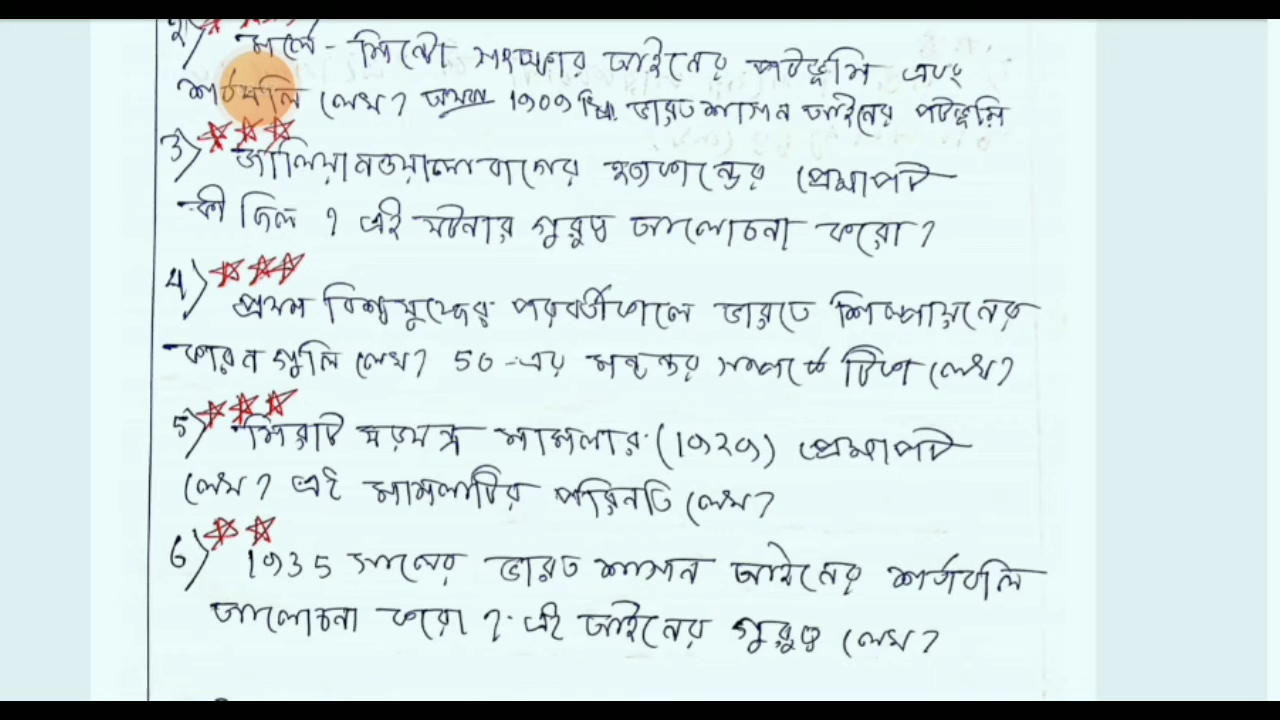 ২) মর্লে - মিন্টো সংস্কার আইনের পটভূমি এবং
শর্তাবলি লেখ? অথবা 1909 খ্রিঃ ভারত শাসন আইনের পটভূমি
3) জালিয়ানওয়ালাবাগের হত্যাকান্ডের প্রেক্ষাপট
কী ছিল ? এই ঘটনার গুরুত্ব আলোচনা করো?
4) প্রথম বিশ্বযুদ্ধের পরবর্তীকালে ভারতে শিল্পায়নের
কারনগুলি লেখ? 50-এর মন্বন্তর সম্পর্কে টিকা লেখ?
5) মিরাট ষড়যন্ত্র মামলার (1929) প্রেক্ষাপট
লেখ? এই মামলাটির পরিনতি লেখ?
6) 1935 সালের ভারত শাসন আইনের শর্তাবলি
আলোচনা করো ? এই আইনের গুরুত্ব লেখ?